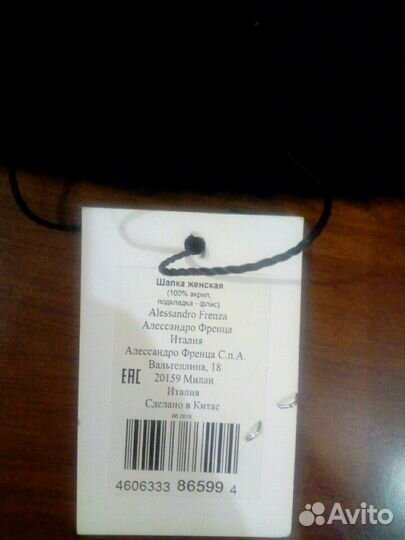 Шапка женская
(100% акрил,
подкладка - флис)
Alessandro Frenza
Алессандро Френца
Италия
Алессандро Френца С.п.А.
Вальтеллина, 18
20159 Милан
EAC
Италия
Сделано в Китае
4606333 86599 4
Avito